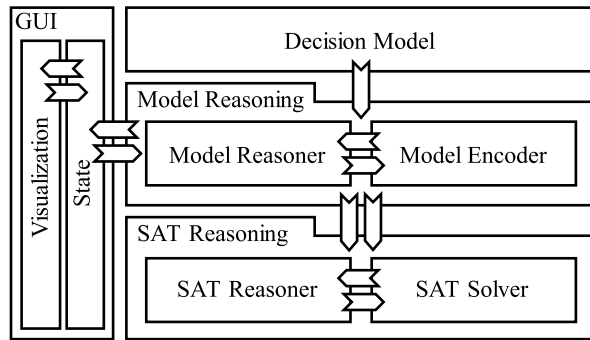 GUI
Visualization
State
Decision Model
Model Reasoning
Model Reasoner
Model Encoder
SAT Reasoning
SAT Reasoner
SAT Solver